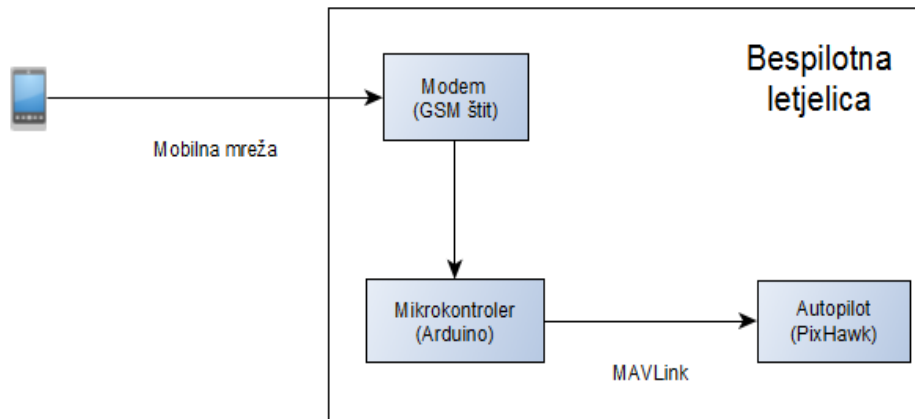 Bespilotna
letjelica
Modem
(GSM štit)
Mobilna mreža
Mikrokontroler
(Arduino)
Autopilot
(PixHawk)
MAVLink